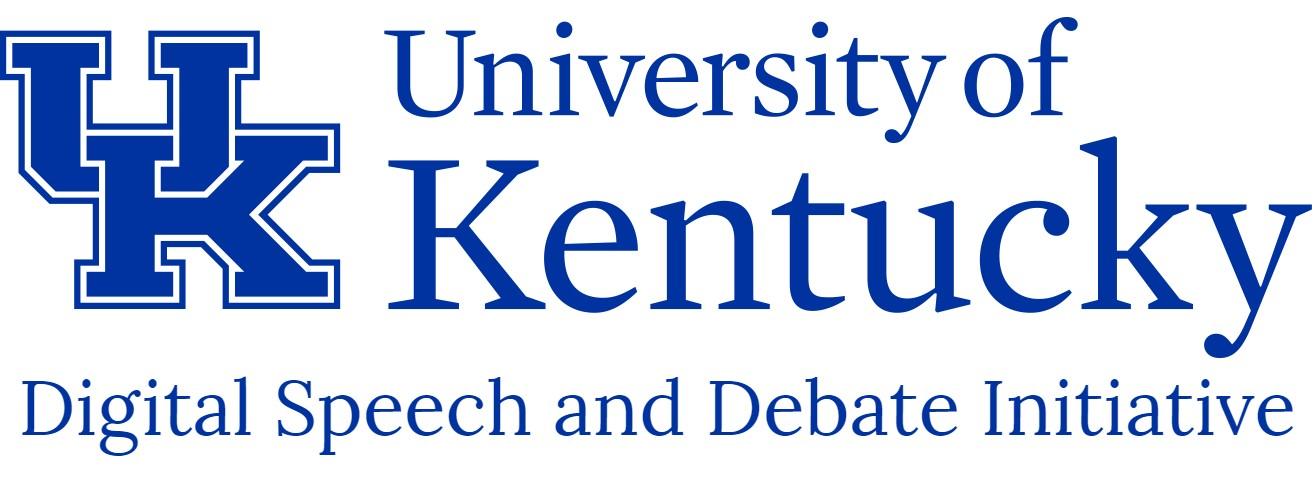 UK
University of
Kentucky
Digital Speech and Debate Initiative